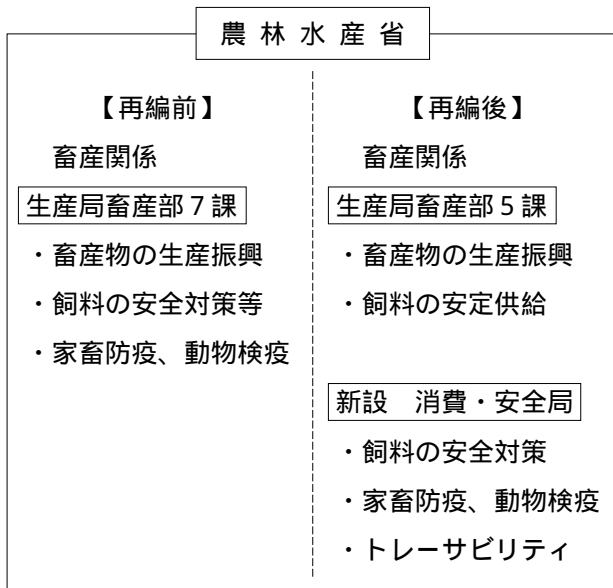 農林水産省
【再編前】
畜産関係
生産局畜産部7課
・畜産物の生産振興
・飼料の安全対策等
・家畜防疫、動物検疫
【再編後】
畜産関係
生産局畜産部5課
・畜産物の生産振興
・飼料の安定供給
新設　消費・安全局
・飼料の安全対策
・家畜防疫、動物検疫
・トレーサビリティ